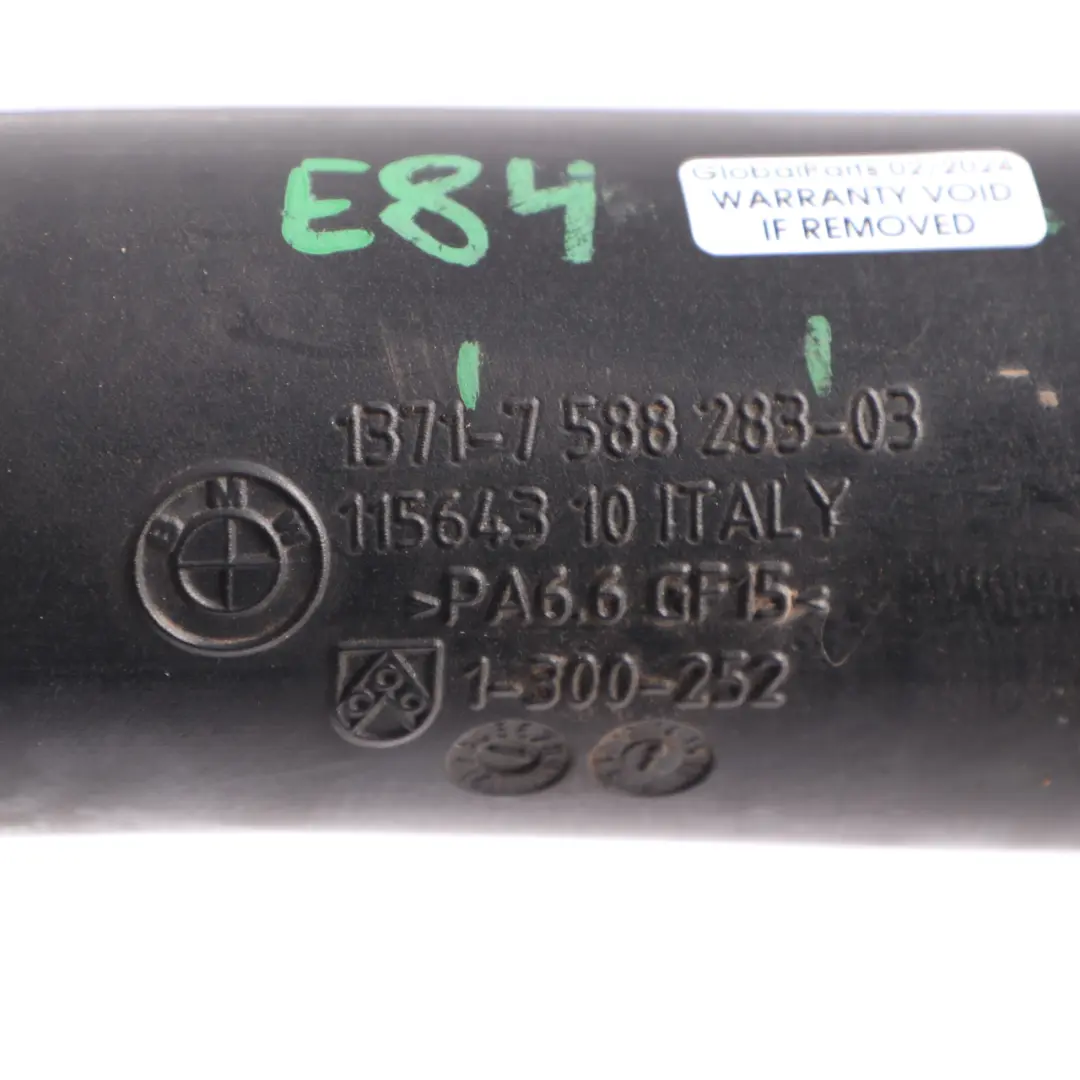 E84
GlobalParts 02/2024
WARRANTY VOID
IF REMOVED
1371-7 588 283-03
BMW
115643 10 ITALY
>PA6.6 GF15<
1-300-252